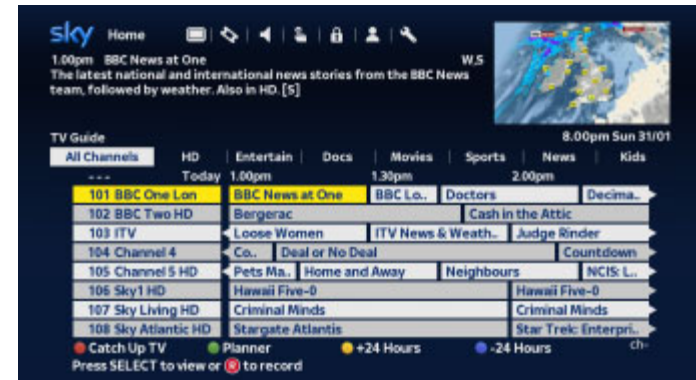 sky Home
1.00pm BBC News at One W,S
The latest national and international news stories from the BBC News
team, followed by weather. Also in HD. [S]
TV Guide 8.00pm Sun 31/01
All Channels HD Entertain Docs Movies Sports News Kids
--- Today 1.00pm 1.30pm 2.00pm
101 BBC One Lon BBC News at One BBC Lo.. Doctors Decima..
102 BBC Two HD Bergerac Cash in the Attic
103 ITV Loose Women ITV News & Weath.. Judge Rinder
104 Channel 4 Co.. Deal or No Deal Countdown
105 Channel 5 HD Pets Ma.. Home and Away Neighbours NCIS: L..
106 Sky1 HD Hawaii Five-0 Hawaii Five-0
107 Sky Living HD Criminal Minds Criminal Minds
108 Sky Atlantic HD Stargate Atlantis Star Trek: Enterpri..
Catch Up TV Planner +24 Hours -24 Hours ch-
Press SELECT to view or R to record